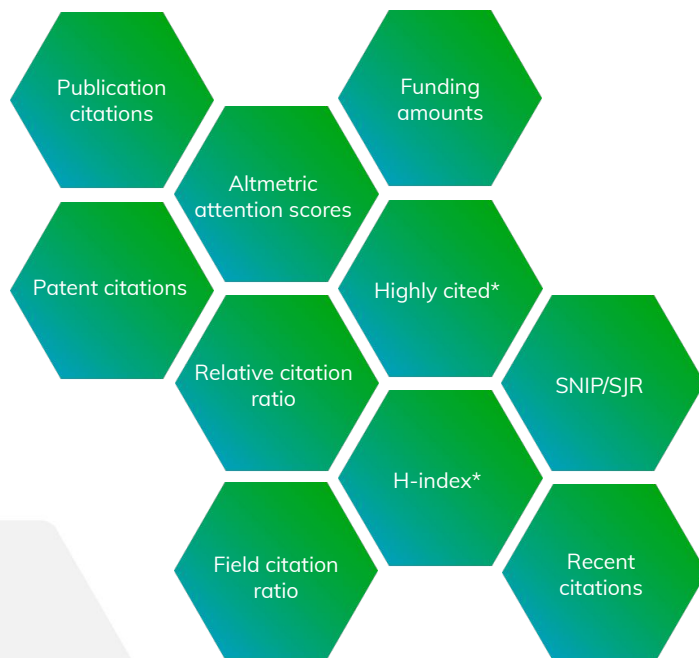 Publication
citations
Funding
amounts
Altmetric
attention scores
Patent citations
Highly cited*
Relative citation
ratio
SNIP/SJR
H-index*
Field citation
ratio
Recent
citations